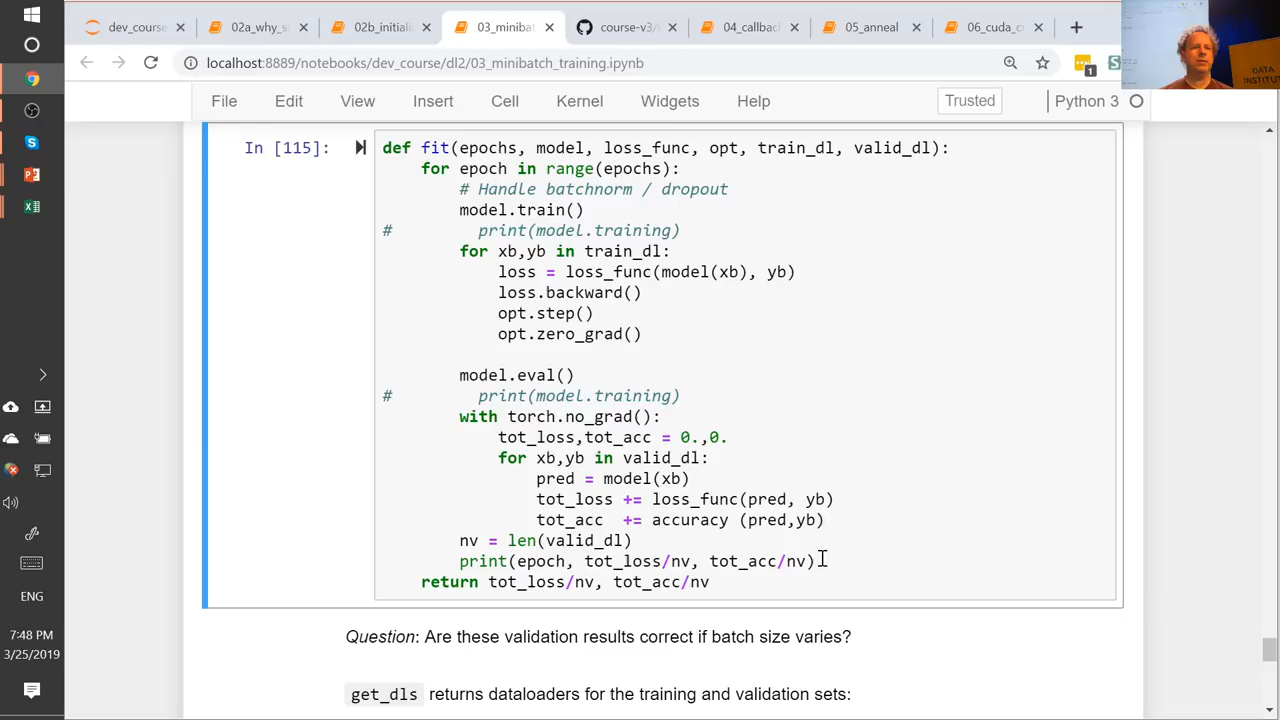 dev_course
02a_why_s
02b_initiali
03_minibat
course-v3/
04_callbac
05_anneal
06_cuda_c
localhost:8889/notebooks/dev_course/dl2/03_minibatch_training.ipynb
1
S
DATA
INSTITU
File Edit View Insert Cell Kernel Widgets Help Trusted Python 3
In [115]:
def fit(epochs, model, loss_func, opt, train_dl, valid_dl):
for epoch in range(epochs):
# Handle batchnorm / dropout
model.train()
# print(model.training)
for xb,yb in train_dl:
loss = loss_func(model(xb), yb)
loss.backward()
opt.step()
opt.zero_grad()
model.eval()
# print(model.training)
with torch.no_grad():
tot_loss,tot_acc = 0.,0.
for xb,yb in valid_dl:
pred = model(xb)
tot_loss += loss_func(pred, yb)
tot_acc += accuracy (pred,yb)
nv = len(valid_dl)
print(epoch, tot_loss/nv, tot_acc/nv)
return tot_loss/nv, tot_acc/nv
Question: Are these validation results correct if batch size varies?
get_dls returns dataloaders for the training and validation sets:
ENG
7:48 PM
3/25/2019